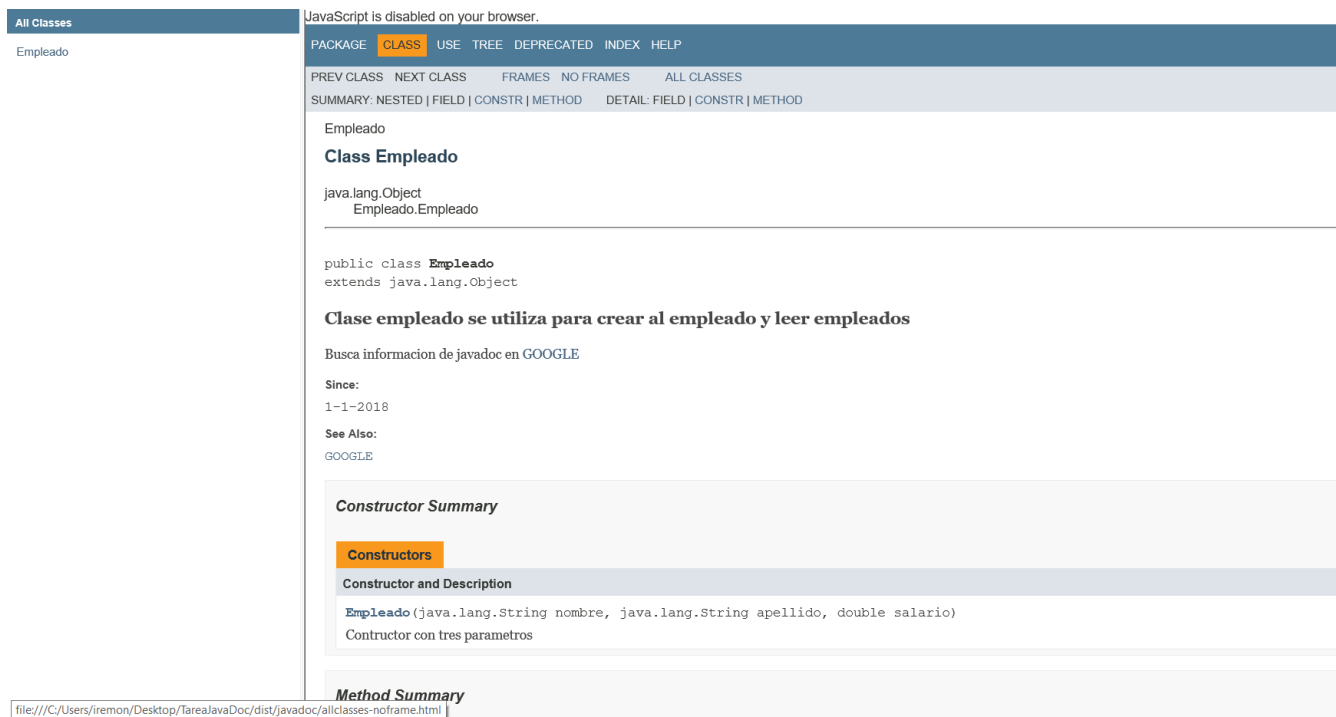 All Classes
Empleado
JavaScript is disabled on your browser.
PACKAGE CLASS USE TREE DEPRECATED INDEX HELP
PREV CLASS NEXT CLASS FRAMES NO FRAMES ALL CLASSES
SUMMARY: NESTED | FIELD | CONSTR | METHOD DETAIL: FIELD | CONSTR | METHOD
Empleado
Class Empleado
java.lang.Object
Empleado.Empleado
public class Empleado
extends java.lang.Object
Clase empleado se utiliza para crear al empleado y leer empleados
Busca informacion de javadoc en GOOGLE
Since:
1-1-2018
See Also:
GOOGLE
Constructor Summary
Constructors
Constructor and Description
Empleado(java.lang.String nombre, java.lang.String apellido, double salario)
Contructor con tres parametros
Method Summary
file:///C:/Users/iremon/Desktop/TareaJavaDoc/dist/javadoc/allclasses-noframe.html